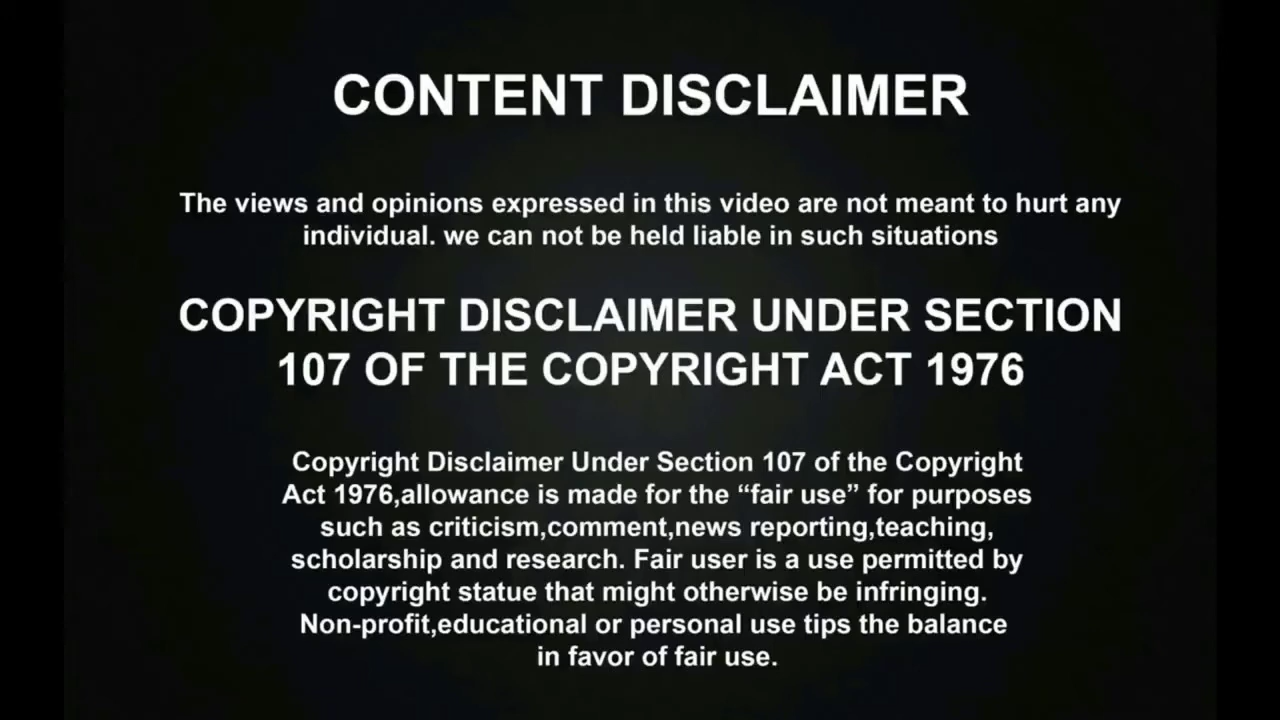 CONTENT DISCLAIMER
The views and opinions expressed in this video are not meant to hurt any
individual. we can not be held liable in such situations
COPYRIGHT DISCLAIMER UNDER SECTION
107 OF THE COPYRIGHT ACT 1976
Copyright Disclaimer Under Section 107 of the Copyright
Act 1976,allowance is made for the “fair use” for purposes
such as criticism,comment,news reporting,teaching,
scholarship and research. Fair user is a use permitted by
copyright statue that might otherwise be infringing.
Non-profit,educational or personal use tips the balance
in favor of fair use.